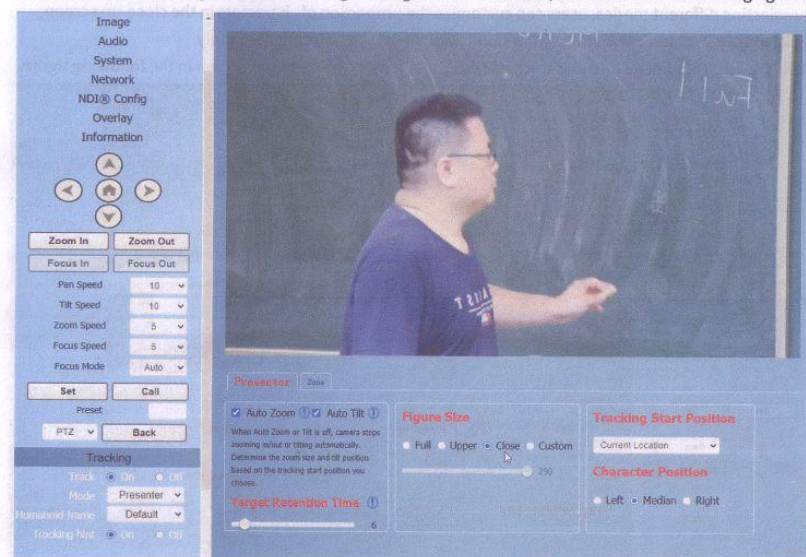 Image
Audio
System
Network
NDI® Config
Overlay
Information
Zoom In Zoom Out
Focus In Focus Out
Pan Speed 10
Tilt Speed 10
Zoom Speed 5
Focus Speed 5
Focus Mode Auto
Set Call
Preset
PTZ Back
Tracking
Track On Off
Mode Presenter
Humanoid frame Default
Tracking hint On Off
Full
Presenter Zone
Auto Zoom Auto Tilt
When Auto Zoom or Tilt is off, camera stops
zooming in/out or tilting automatically.
Determine the zoom size and tilt position
based on the tracking start position you
choose.
Target Retention Time
6
Figure Size
Full Upper Close Custom
290
Tracking Start Position
Current Location
Character Position
Left Median Right